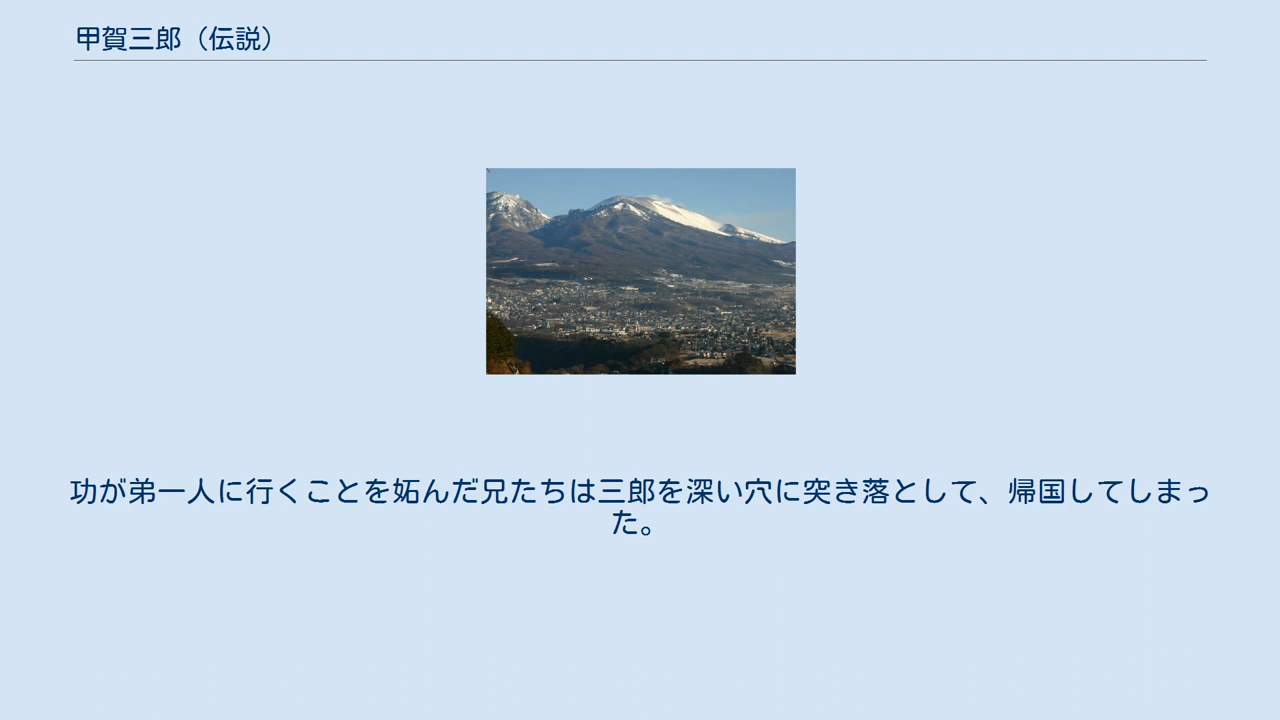 甲賀三郎（伝説）
功が弟一人に行くことを妬んだ兄たちは三郎を深い穴に突き落として、帰国してしまっ
た。